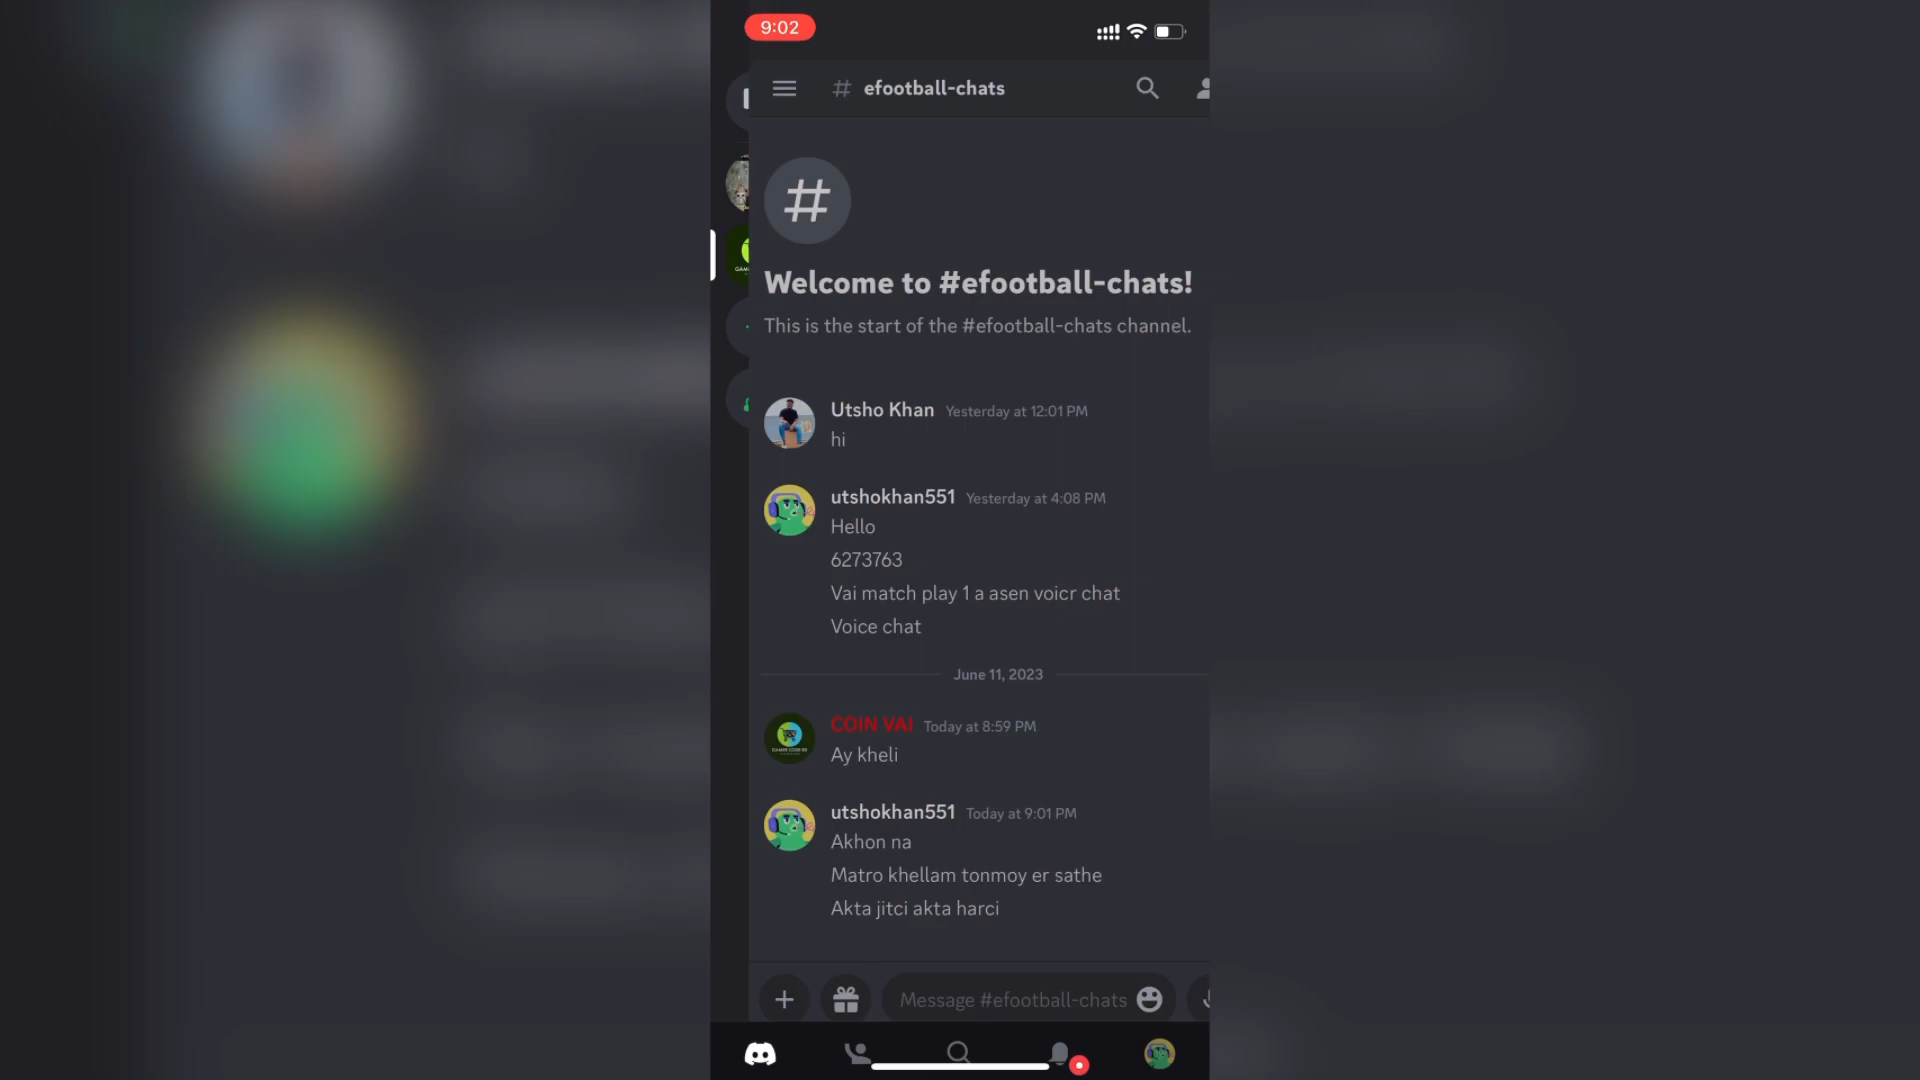 9:02
# efootball-chats
#
Welcome to #efootball-chats!
This is the start of the #efootball-chats channel.
Utsho Khan Yesterday at 12:01 PM
hi
utshokhan551 Yesterday at 4:08 PM
Hello
6273763
Vai match play 1 a asen voicr chat
Voice chat
June 11, 2023
COIN VAI Today at 8:59 PM
Ay kheli
utshokhan551 Today at 9:01 PM
Akhon na
Matro khellam tonmoy er sathe
Akta jitci akta harci
Message #efootball-chats